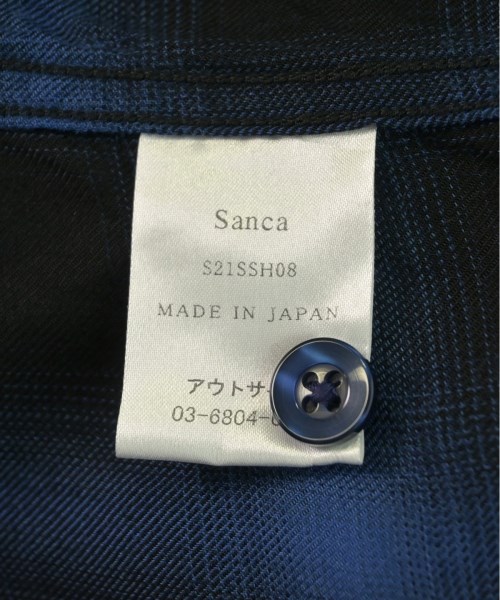 Sanca
S21SSH08
MADE IN JAPAN
アウトサ
03-6804-